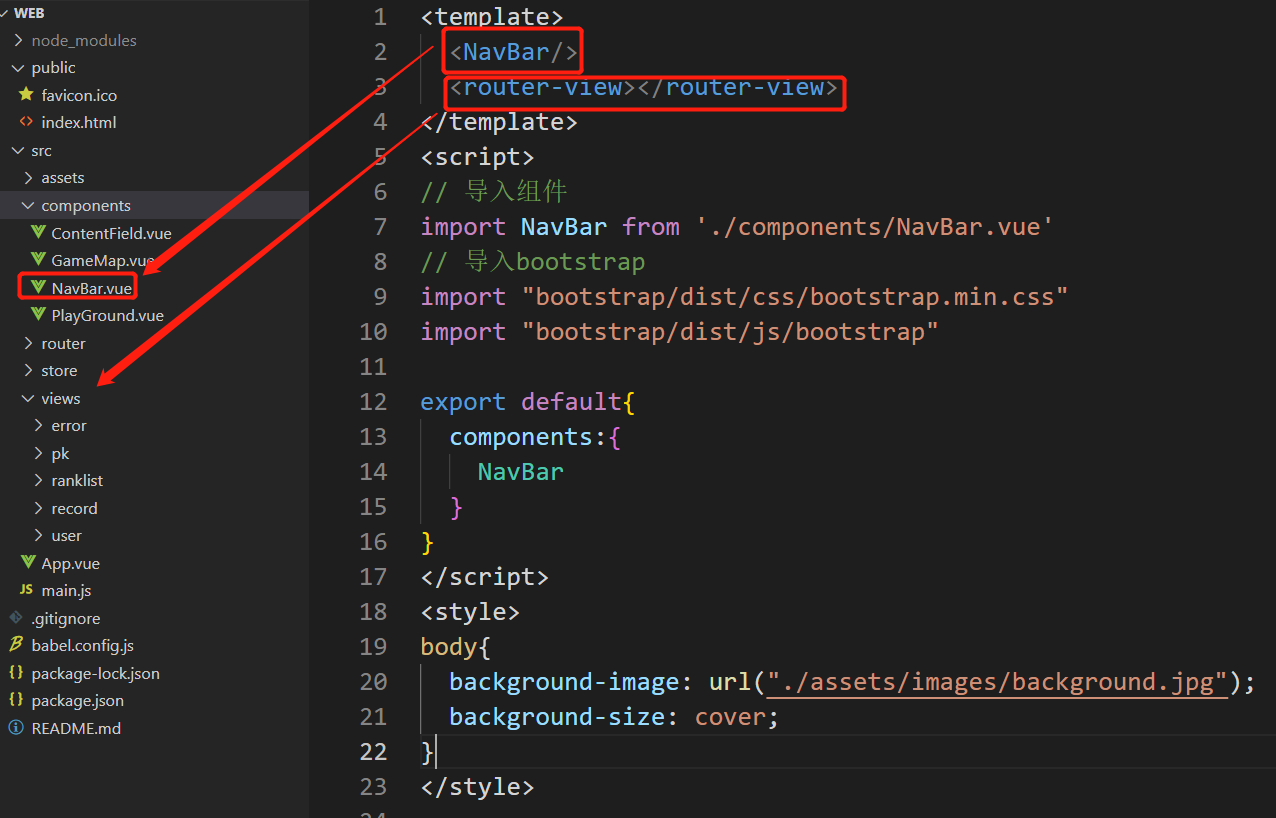 WEB
node_modules
public
favicon.ico
index.html
src
assets
components
ContentField.vue
GameMap.vue
NavBar.vue
PlayGround.vue
router
store
views
error
pk
ranklist
record
user
App.vue
JS main.js
.gitignore
babel.config.js
{} package-lock.json
{} package.json
README.md
1 <template>
2 <NavBar/>
3 <router-view></router-view>
4 </template>
5 <script>
6 // 导入组件
7 import NavBar from './components/NavBar.vue'
8 // 导入bootstrap
9 import "bootstrap/dist/css/bootstrap.min.css"
10 import "bootstrap/dist/js/bootstrap"
11
12 export default{
13 components:{
14 NavBar
15 }
16 }
17 </script>
18 <style>
19 body{
20 background-image: url("./assets/images/background.jpg");
21 background-size: cover;
22 }
23 </style>